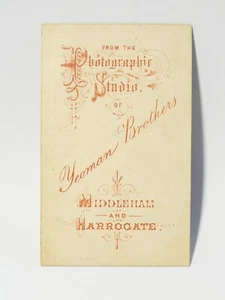 FROM THE
Photographic
Studio.
OF
Yeoman Brothers
MIDDLEHAM
AND
HARROGATE.